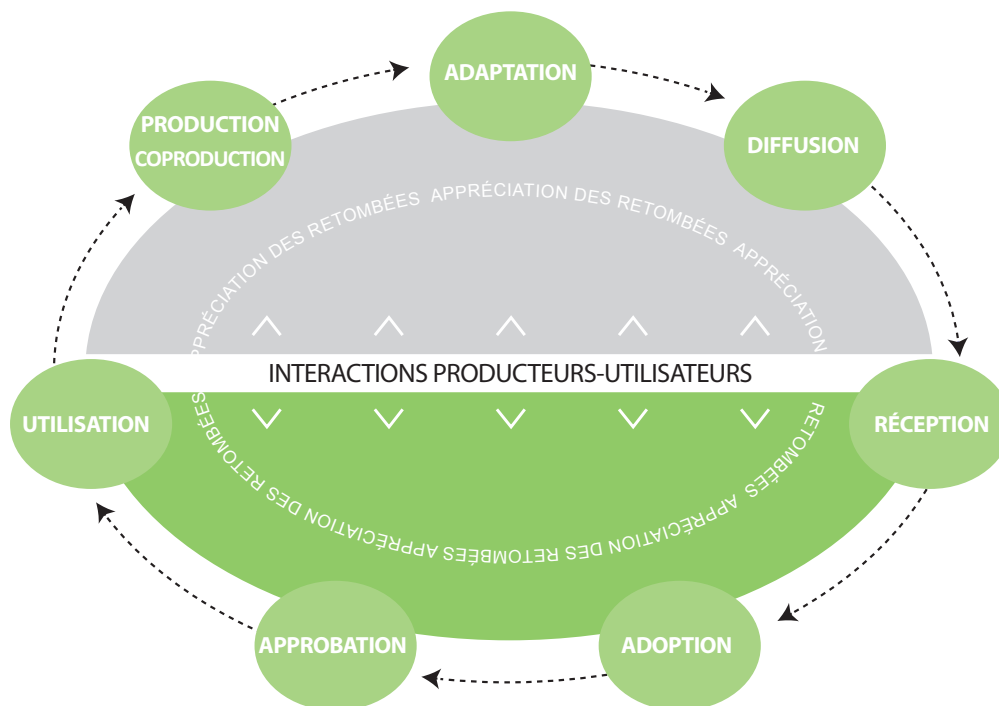 ADAPTATION
PRODUCTION
COPRODUCTION
DIFFUSION
APPRÉCIATION DES RETOMBÉES APPRÉCIATION DES RETOMBÉES APPRÉCIATION
INTERACTIONS PRODUCTEURS-UTILISATEURS
UTILISATION
RÉCEPTION
RETOMBÉES APPRÉCIATION DES RETOMBÉES APPRÉCIATION DES RETOMBÉES
APPROBATION
ADOPTION